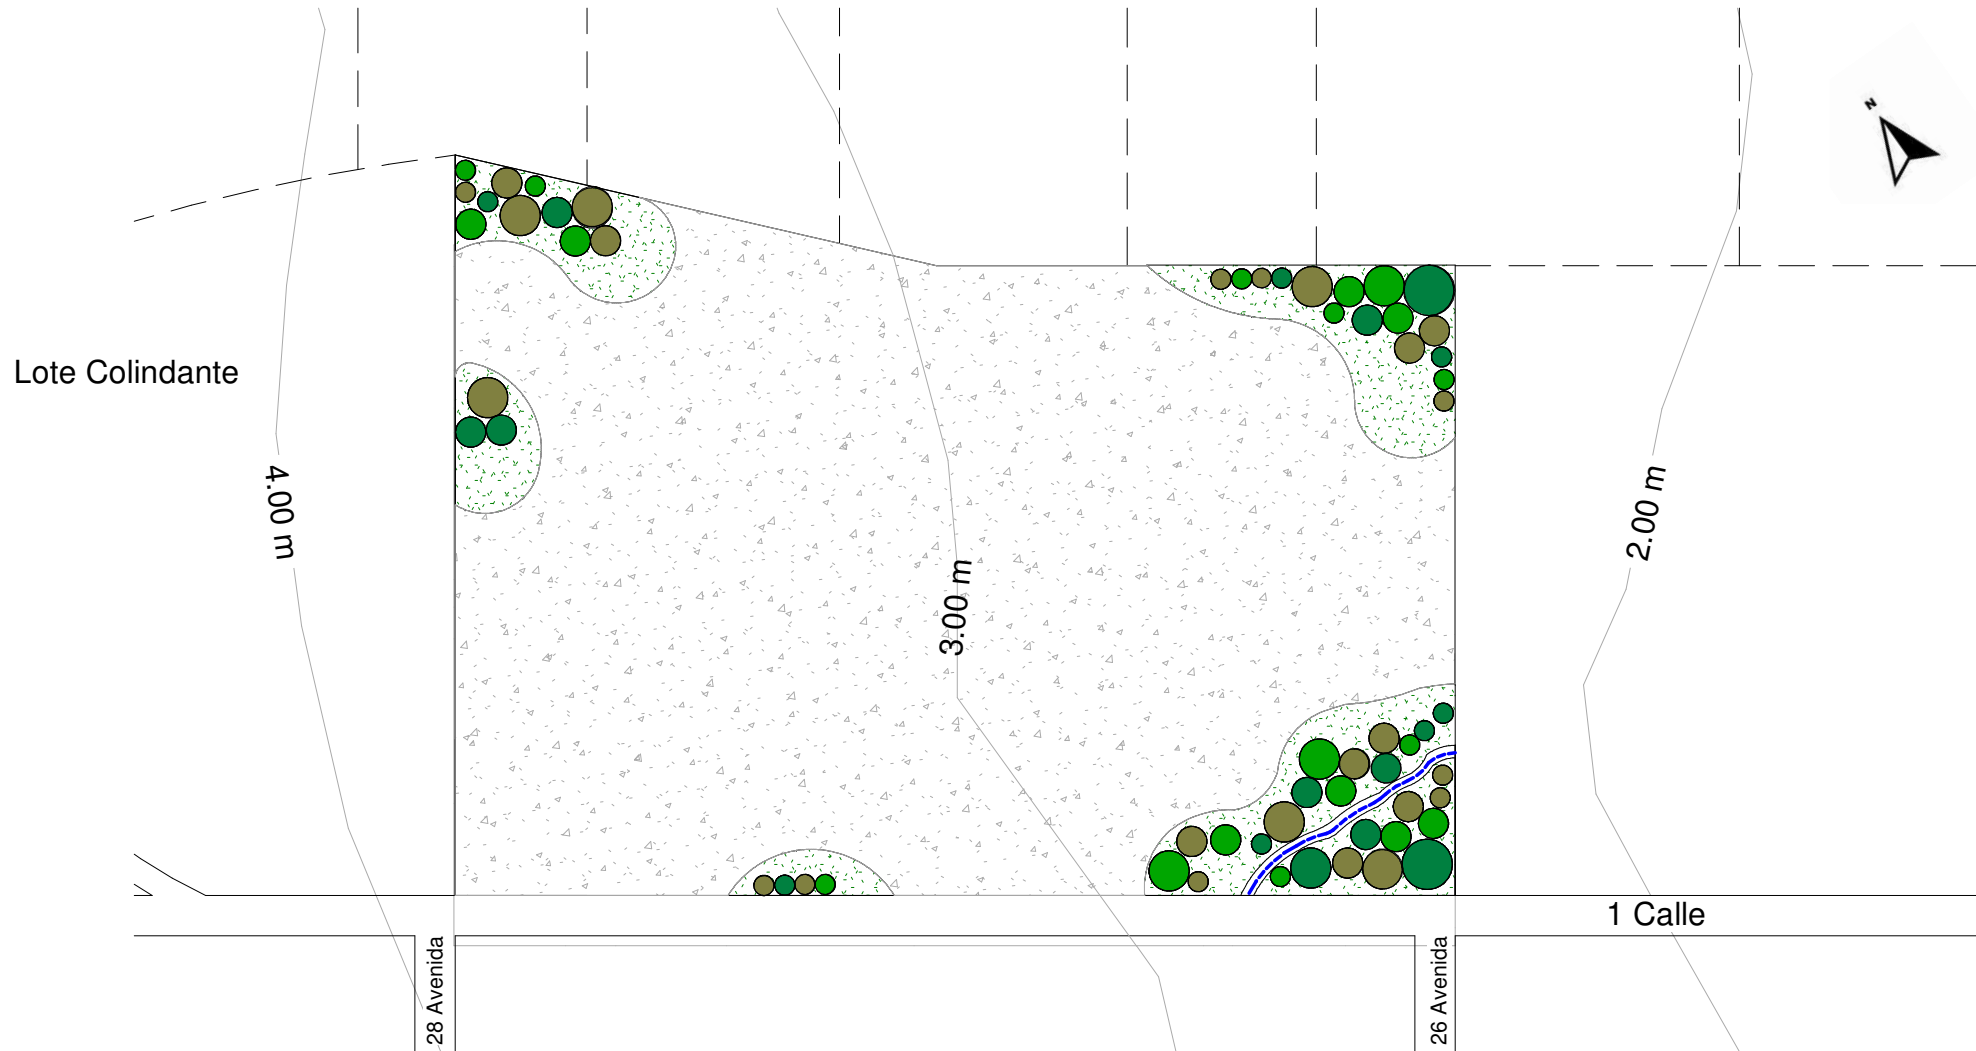 N
Lote Colindante
4.00 m
3.00 m
2.00 m
1 Calle
28 Avenida
26 Avenida